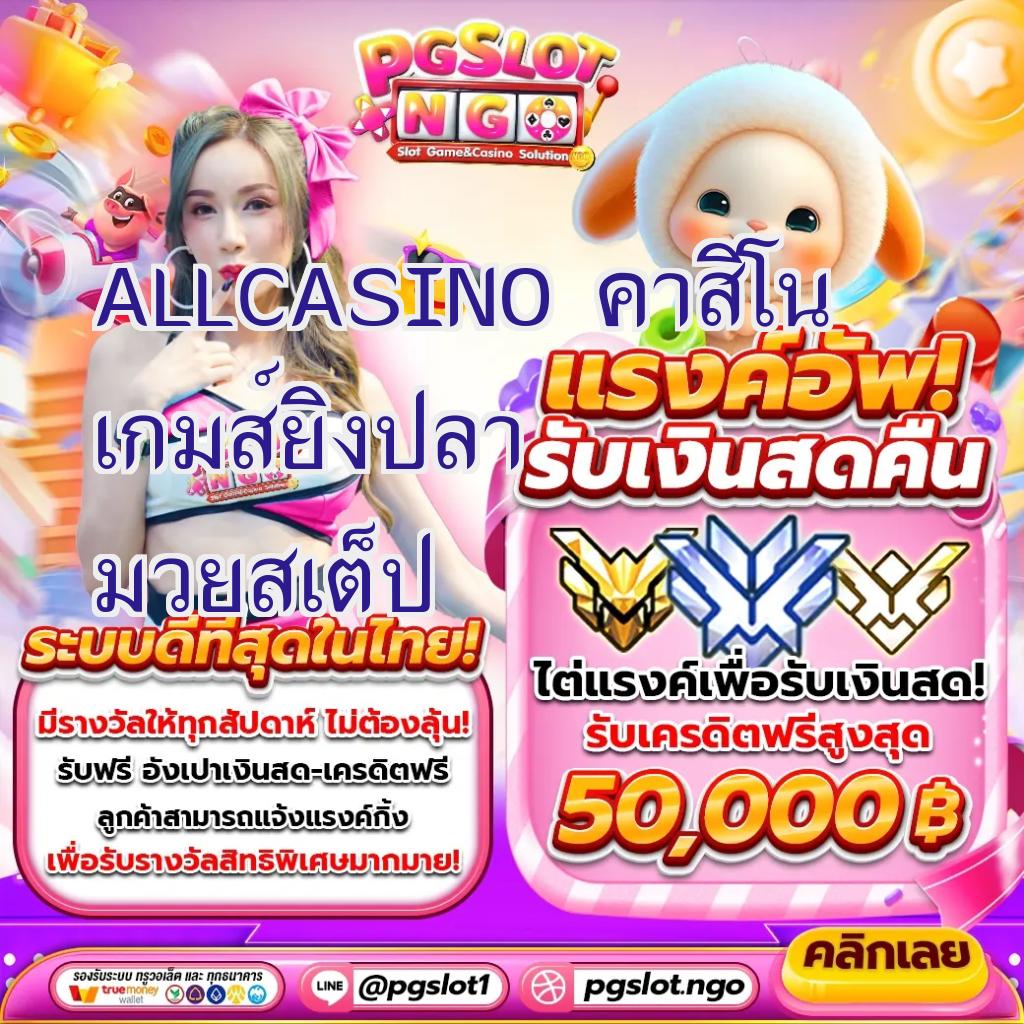 PGSLOT
NGO
Slot Game&Casino Solution
ALLCASINO คาสิโน
เกมส์ยิงปลา
มวยสเต็ป
แรงค์อัพ!
รับเงินสดคืน
ไต่แรงค์เพื่อรับเงินสด!
รับเครดิตฟรีสูงสุด
50,000 ฿
ระบบดีที่สุดในไทย!
มีรางวัลให้ทุกสัปดาห์ ไม่ต้องลุ้น!
รับฟรี อังเปาเงินสด-เครดิตฟรี
ลูกค้าสามารถแจ้งแรงค์กิ้ง
เพื่อรับรางวัลสิทธิพิเศษมากมาย!
คลิกเลย
รองรับระบบ ทรูวอเล็ต และ ทุกธนาคาร
truemoney
wallet
LINE @pgslot1
pgslot.ngo